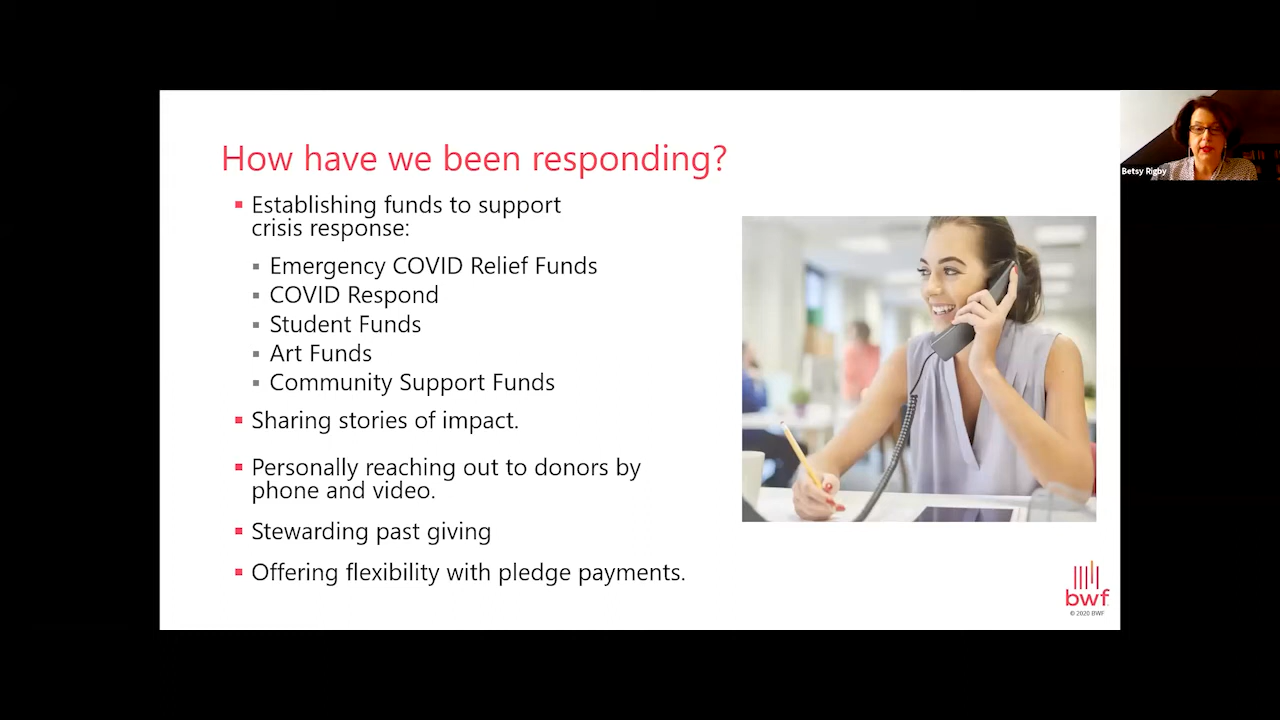 How have we been responding?
Establishing funds to support
crisis response:
Emergency COVID Relief Funds
COVID Respond
Student Funds
Art Funds
Community Support Funds
Sharing stories of impact.
Personally reaching out to donors by
phone and video.
Stewarding past giving
Offering flexibility with pledge payments.
Betsy Rigby
bwf
© 2020 BWF